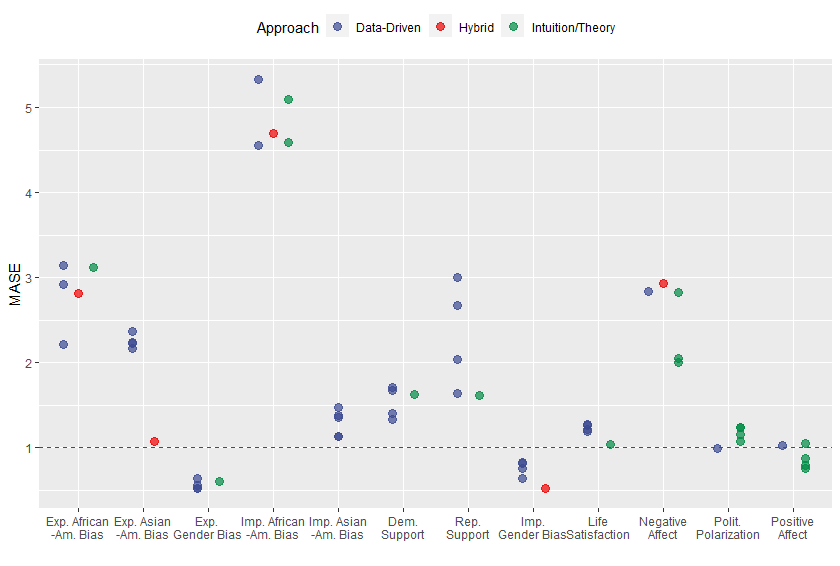 Approach Data-Driven Hybrid Intuition/Theory
MASE
5
4
3
2
1
Exp. African
-Am. Bias
Exp. Asian
-Am. Bias
Exp.
Gender Bias
Imp. African
-Am. Bias
Imp. Asian
-Am. Bias
Dem.
Support
Rep.
Support
Imp.
Gender Bias
Life
Satisfaction
Negative
Affect
Polit.
Polarization
Positive
Affect